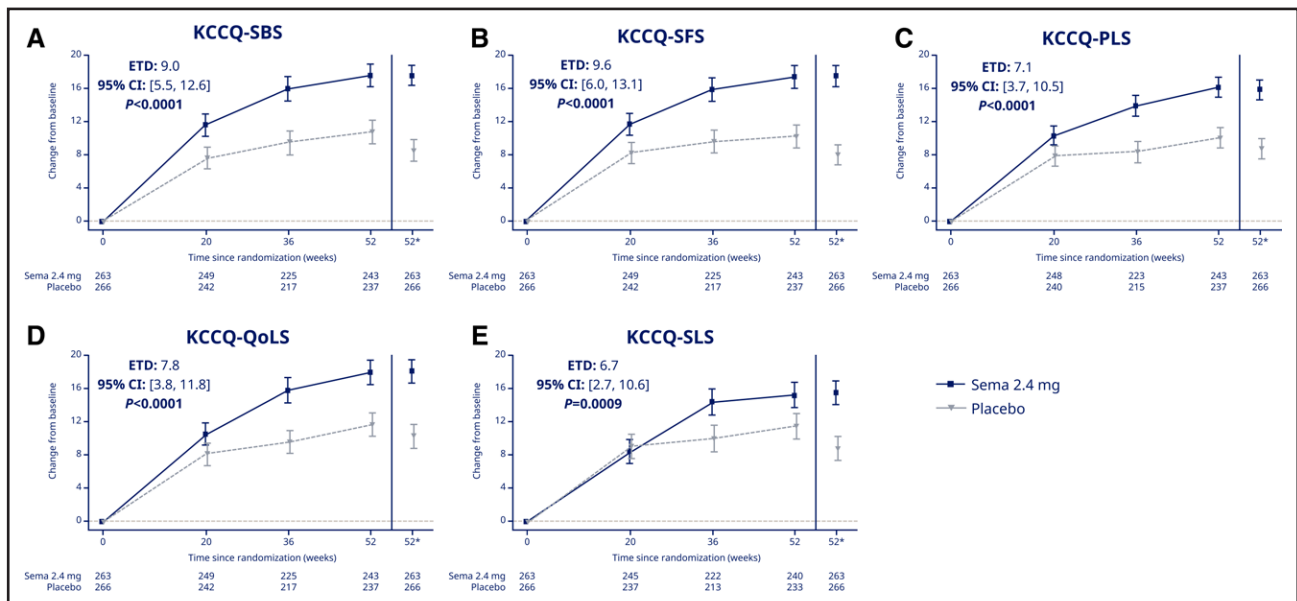 A
KCCQ-SBS
ETD: 9.0
95% CI: [5.5, 12.6]
P<0.0001
Change from baseline
20
16
12
8
4
0
0 20 36 52 52*
Time since randomization (weeks)
Sema 2.4 mg 263 249 225 243 263
Placebo 266 242 217 237 266
B
KCCQ-SFS
ETD: 9.6
95% CI: [6.0, 13.1]
P<0.0001
Change from baseline
20
16
12
8
4
0
0 20 36 52 52*
Time since randomization (weeks)
263 249 225 243 263
266 242 217 237 266
Sema 2.4 mg
Placebo
C
KCCQ-PLS
ETD: 7.1
95% CI: [3.7, 10.5]
P<0.0001
Change from baseline
20
16
12
8
4
0
0 20 36 52 52*
Time since randomization (weeks)
Sema 2.4 mg 263 248 223 243 263
Placebo 266 240 215 237 266
D
KCCQ-QoLS
ETD: 7.8
95% CI: [3.8, 11.8]
P<0.0001
Change from baseline
20
16
12
8
4
0
0 20 36 52 52*
Time since randomization (weeks)
Sema 2.4 mg 263 249 225 243 263
Placebo 266 242 217 237 266
E
KCCQ-SLS
ETD: 6.7
95% CI: [2.7, 10.6]
P=0.0009
Change from baseline
20
16
12
8
4
0
0 20 36 52 52*
Time since randomization (weeks)
Sema 2.4 mg 263 245 222 240 263
Placebo 266 237 213 233 266
Sema 2.4 mg
Placebo